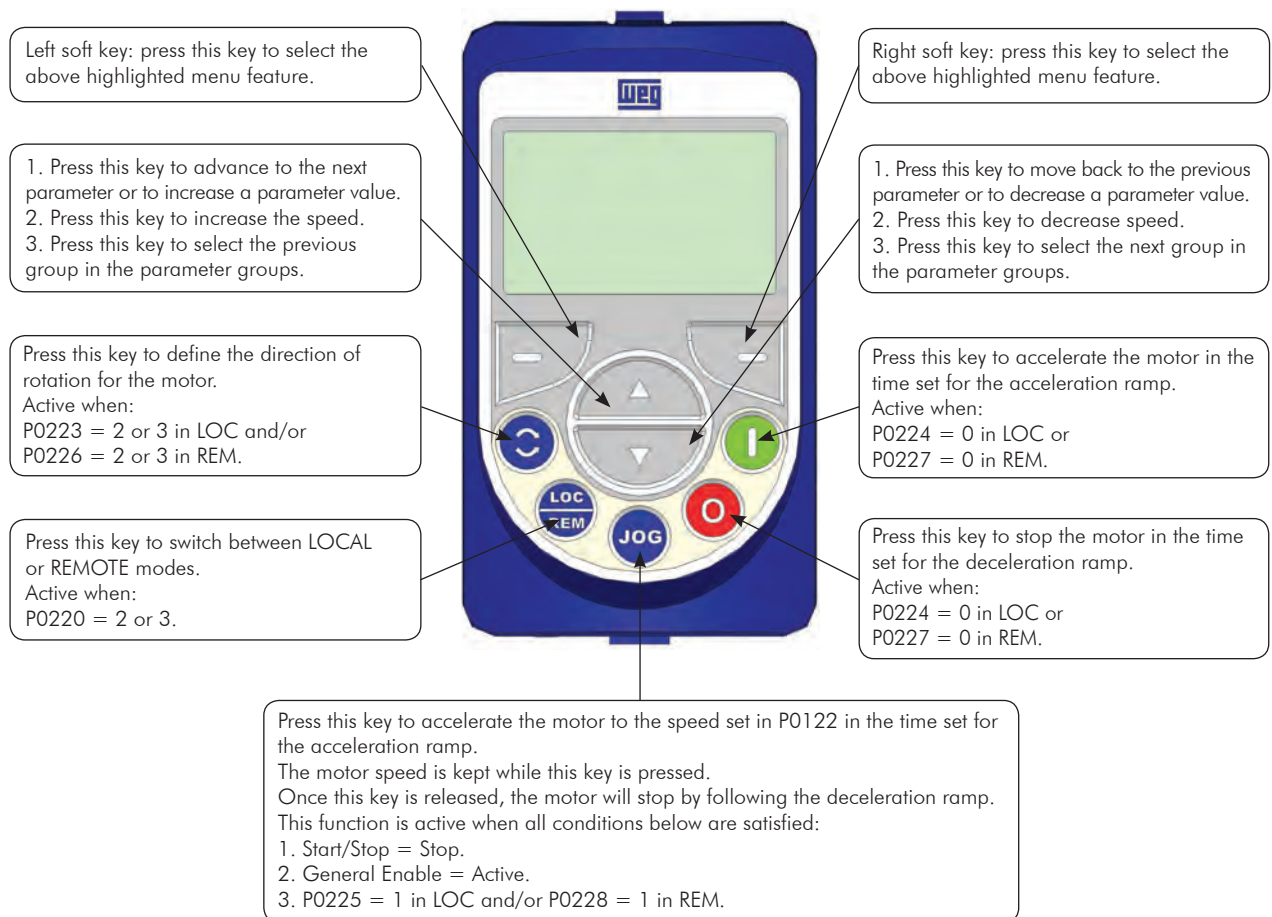 Left soft key: press this key to select the
above highlighted menu feature.
Right soft key: press this key to select the
above highlighted menu feature.
weg
1. Press this key to advance to the next
parameter or to increase a parameter value.
2. Press this key to increase the speed.
3. Press this key to select the previous
group in the parameter groups.
1. Press this key to move back to the previous
parameter or to decrease a parameter value.
2. Press this key to decrease speed.
3. Press this key to select the next group in
the parameter groups.
Press this key to define the direction of
rotation for the motor.
Active when:
P0223 = 2 or 3 in LOC and/or
P0226 = 2 or 3 in REM.
Press this key to accelerate the motor in the
time set for the acceleration ramp.
Active when:
P0224 = 0 in LOC or
P0227 = 0 in REM.
LOC
REM
JOG
O
Press this key to switch between LOCAL
or REMOTE modes.
Active when:
P0220 = 2 or 3.
Press this key to stop the motor in the time
set for the deceleration ramp.
Active when:
P0224 = 0 in LOC or
P0227 = 0 in REM.
Press this key to accelerate the motor to the speed set in P0122 in the time set for
the acceleration ramp.
The motor speed is kept while this key is pressed.
Once this key is released, the motor will stop by following the deceleration ramp.
This function is active when all conditions below are satisfied:
1. Start/Stop = Stop.
2. General Enable = Active.
3. P0225 = 1 in LOC and/or P0228 = 1 in REM.